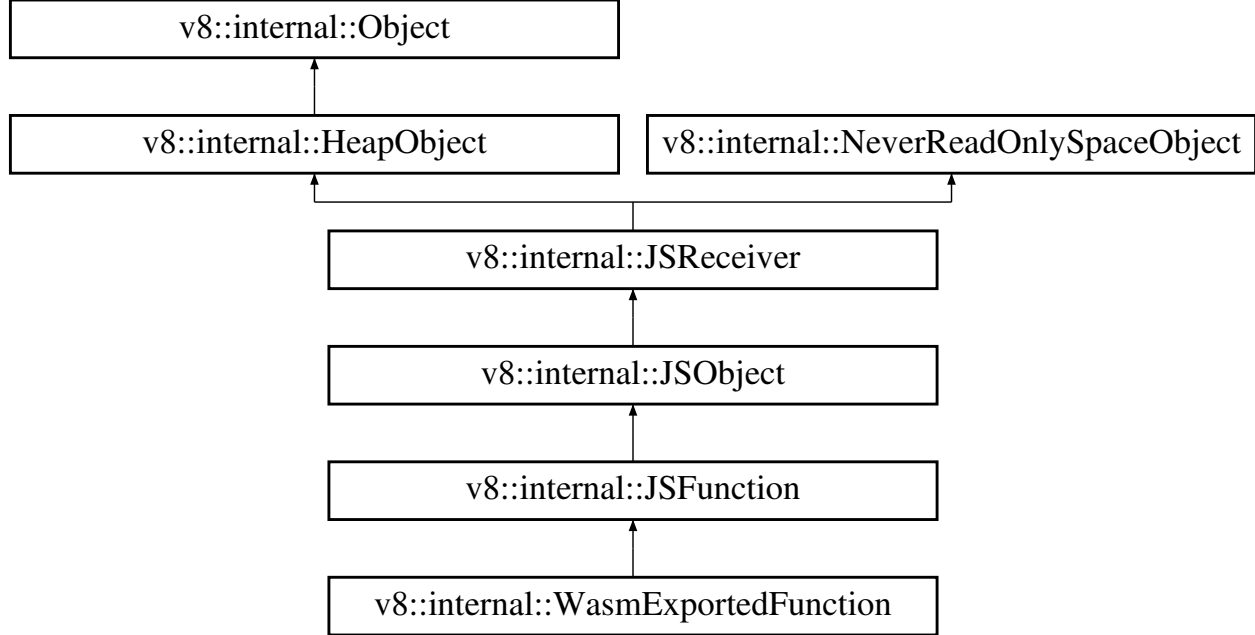 v8::internal::Object
v8::internal::HeapObject
v8::internal::NeverReadOnlySpaceObject
v8::internal::JSReceiver
v8::internal::JSObject
v8::internal::JSFunction
v8::internal::WasmExportedFunction